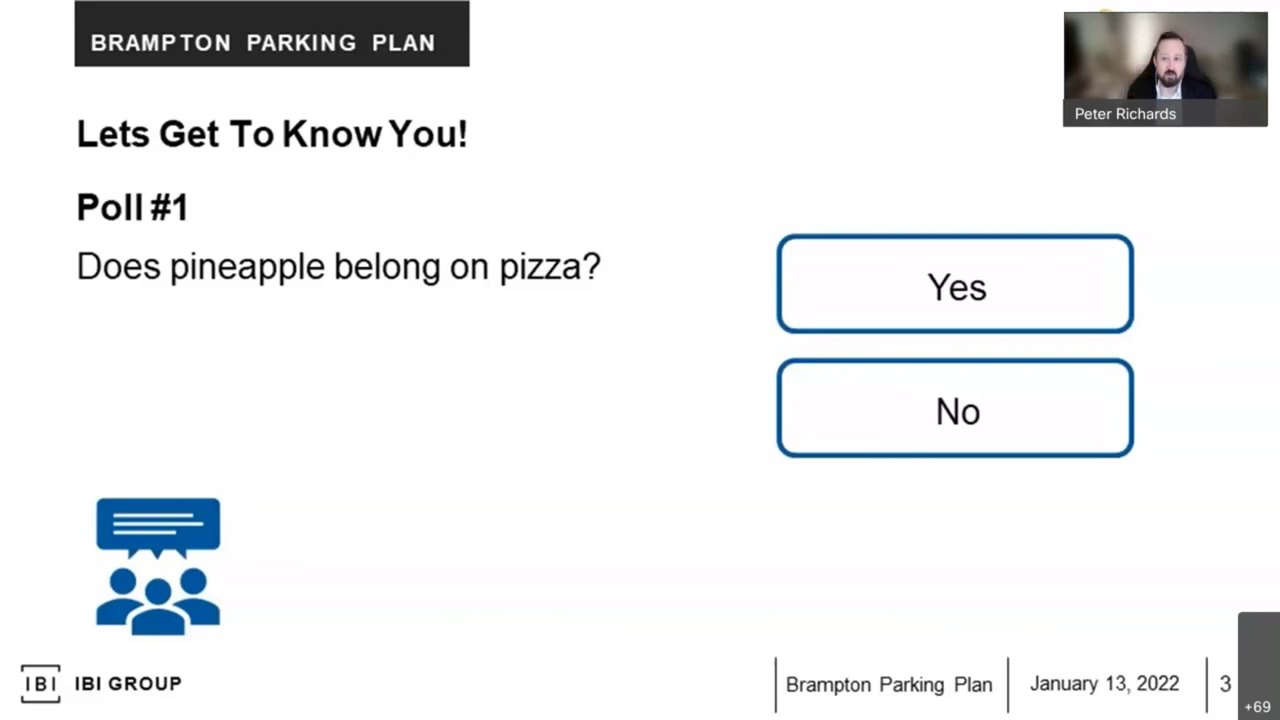 BRAMPTON PARKING PLAN
Peter Richards
Lets Get To Know You!
Poll #1
Does pineapple belong on pizza?
Yes
No
IBI IBI GROUP
Brampton Parking Plan
January 13, 2022
3
+69